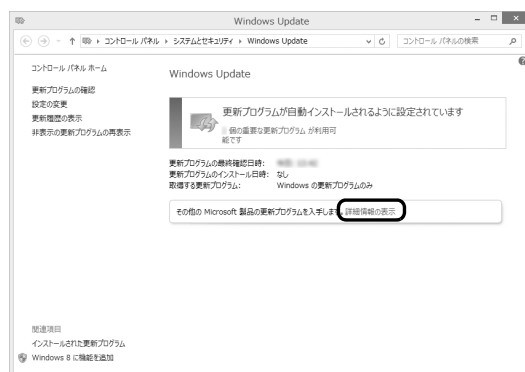 Windows Update
コントロール パネル ▸ システムとセキュリティ ▸ Windows Update
コントロール パネルの検索
コントロール パネル ホーム
更新プログラムの確認
設定の変更
更新履歴の表示
非表示の更新プログラムの再表示
Windows Update
更新プログラムが自動インストールされるように設定されています
個の重要な更新プログラム が利用可
能です
更新プログラムの最終確認日時:
更新プログラムのインストール日時: なし
取得する更新プログラム: Windows の更新プログラムのみ
その他の Microsoft 製品の更新プログラムを入手します。詳細情報の表示
関連項目
インストールされた更新プログラム
Windows 8 に機能を追加